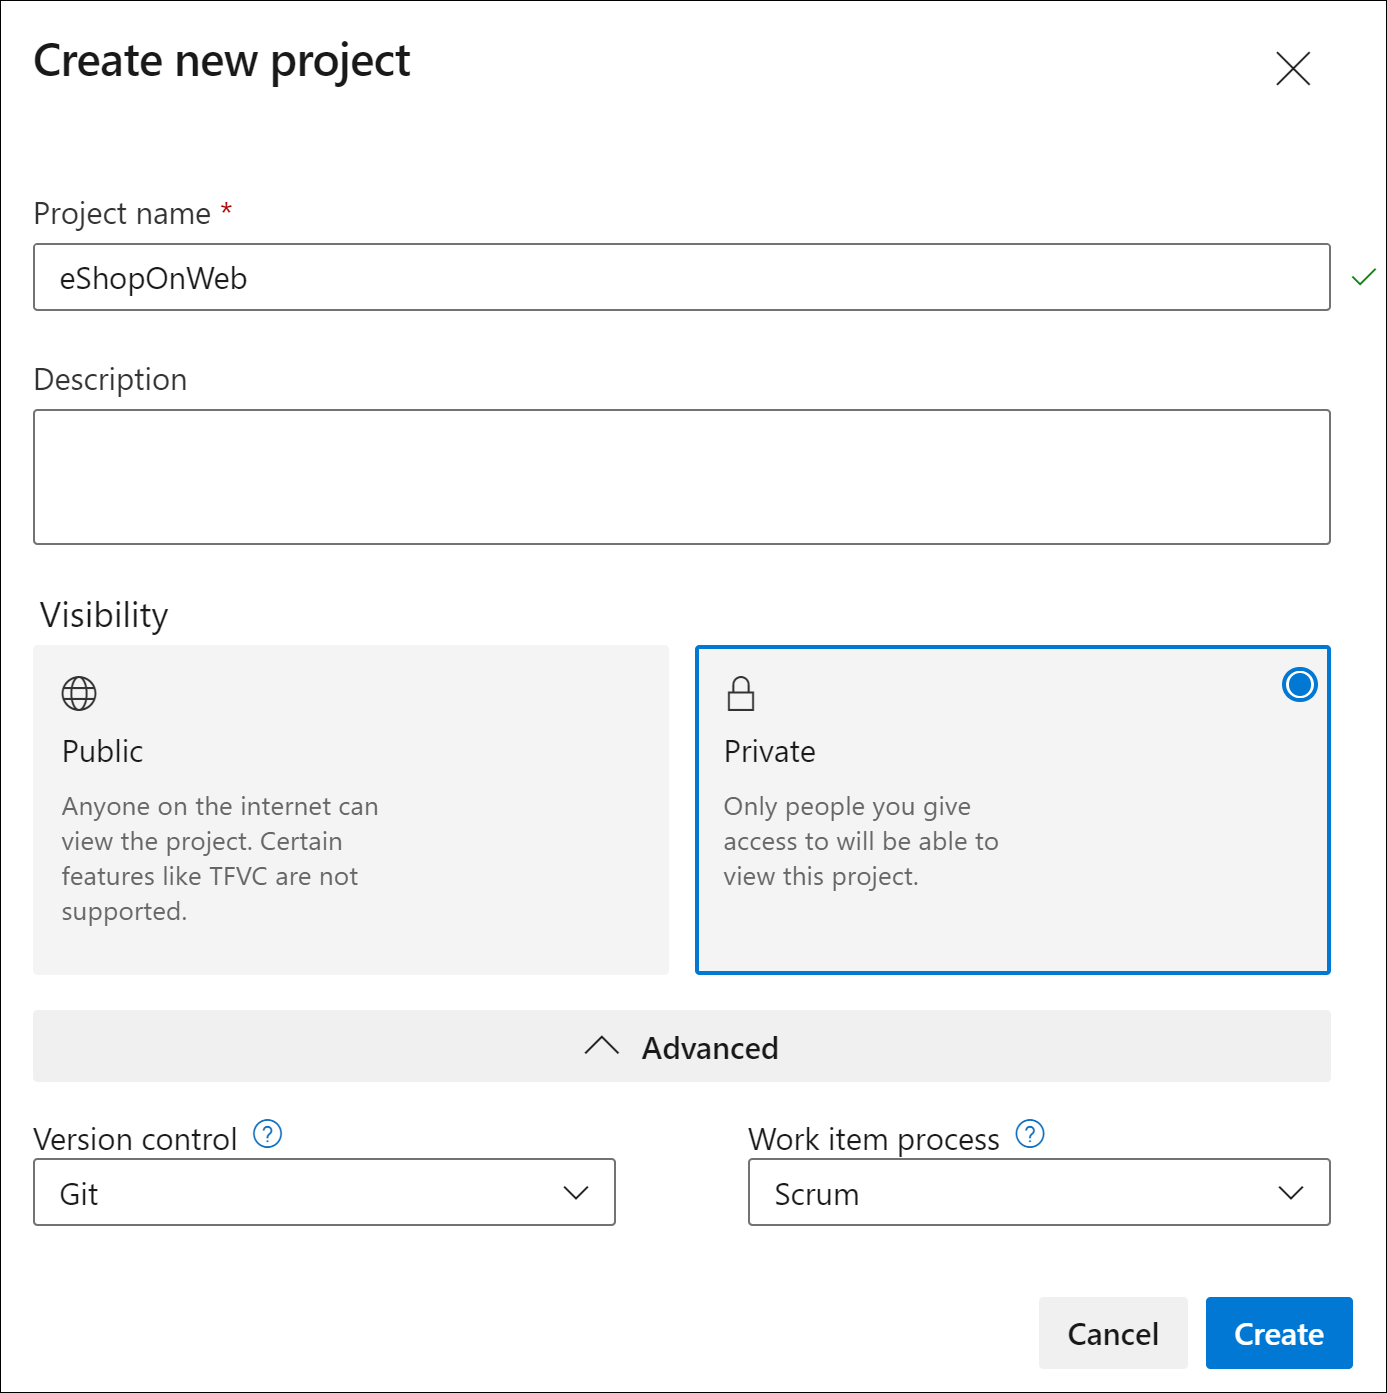 Create new project
Project name *
eShopOnWeb
Description
Visibility
Public
Anyone on the internet can
view the project. Certain
features like TFVC are not
supported.
Private
Only people you give
access to will be able to
view this project.
Advanced
Version control ?
Git
Work item process ?
Scrum
Cancel
Create